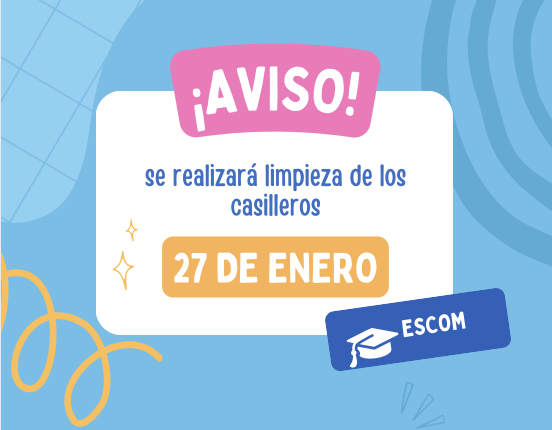 ¡AVISO!
se realizará limpieza de los
casilleros
27 DE ENERO
ESCOM